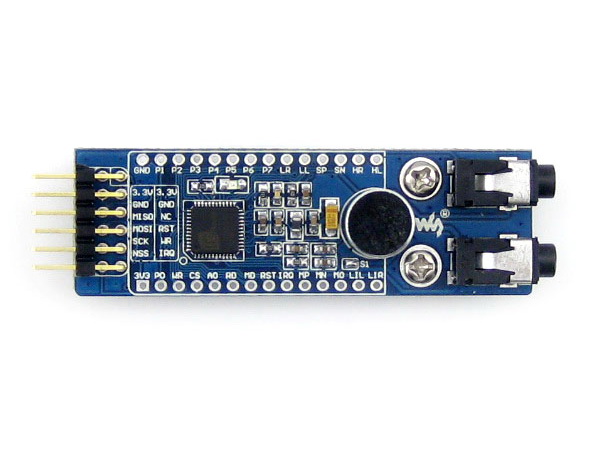 GND P1 P2 P3 P4 P5 P6 P7 LR LL SP SN HR HL
3.3V 3.3V
GND GND
MISO NC
MOSI RST
SCK WR
NSS IRQ
S1
3V3 PO WR CS AO RD MD RST IRQ MP MN MO LIL LIR
®